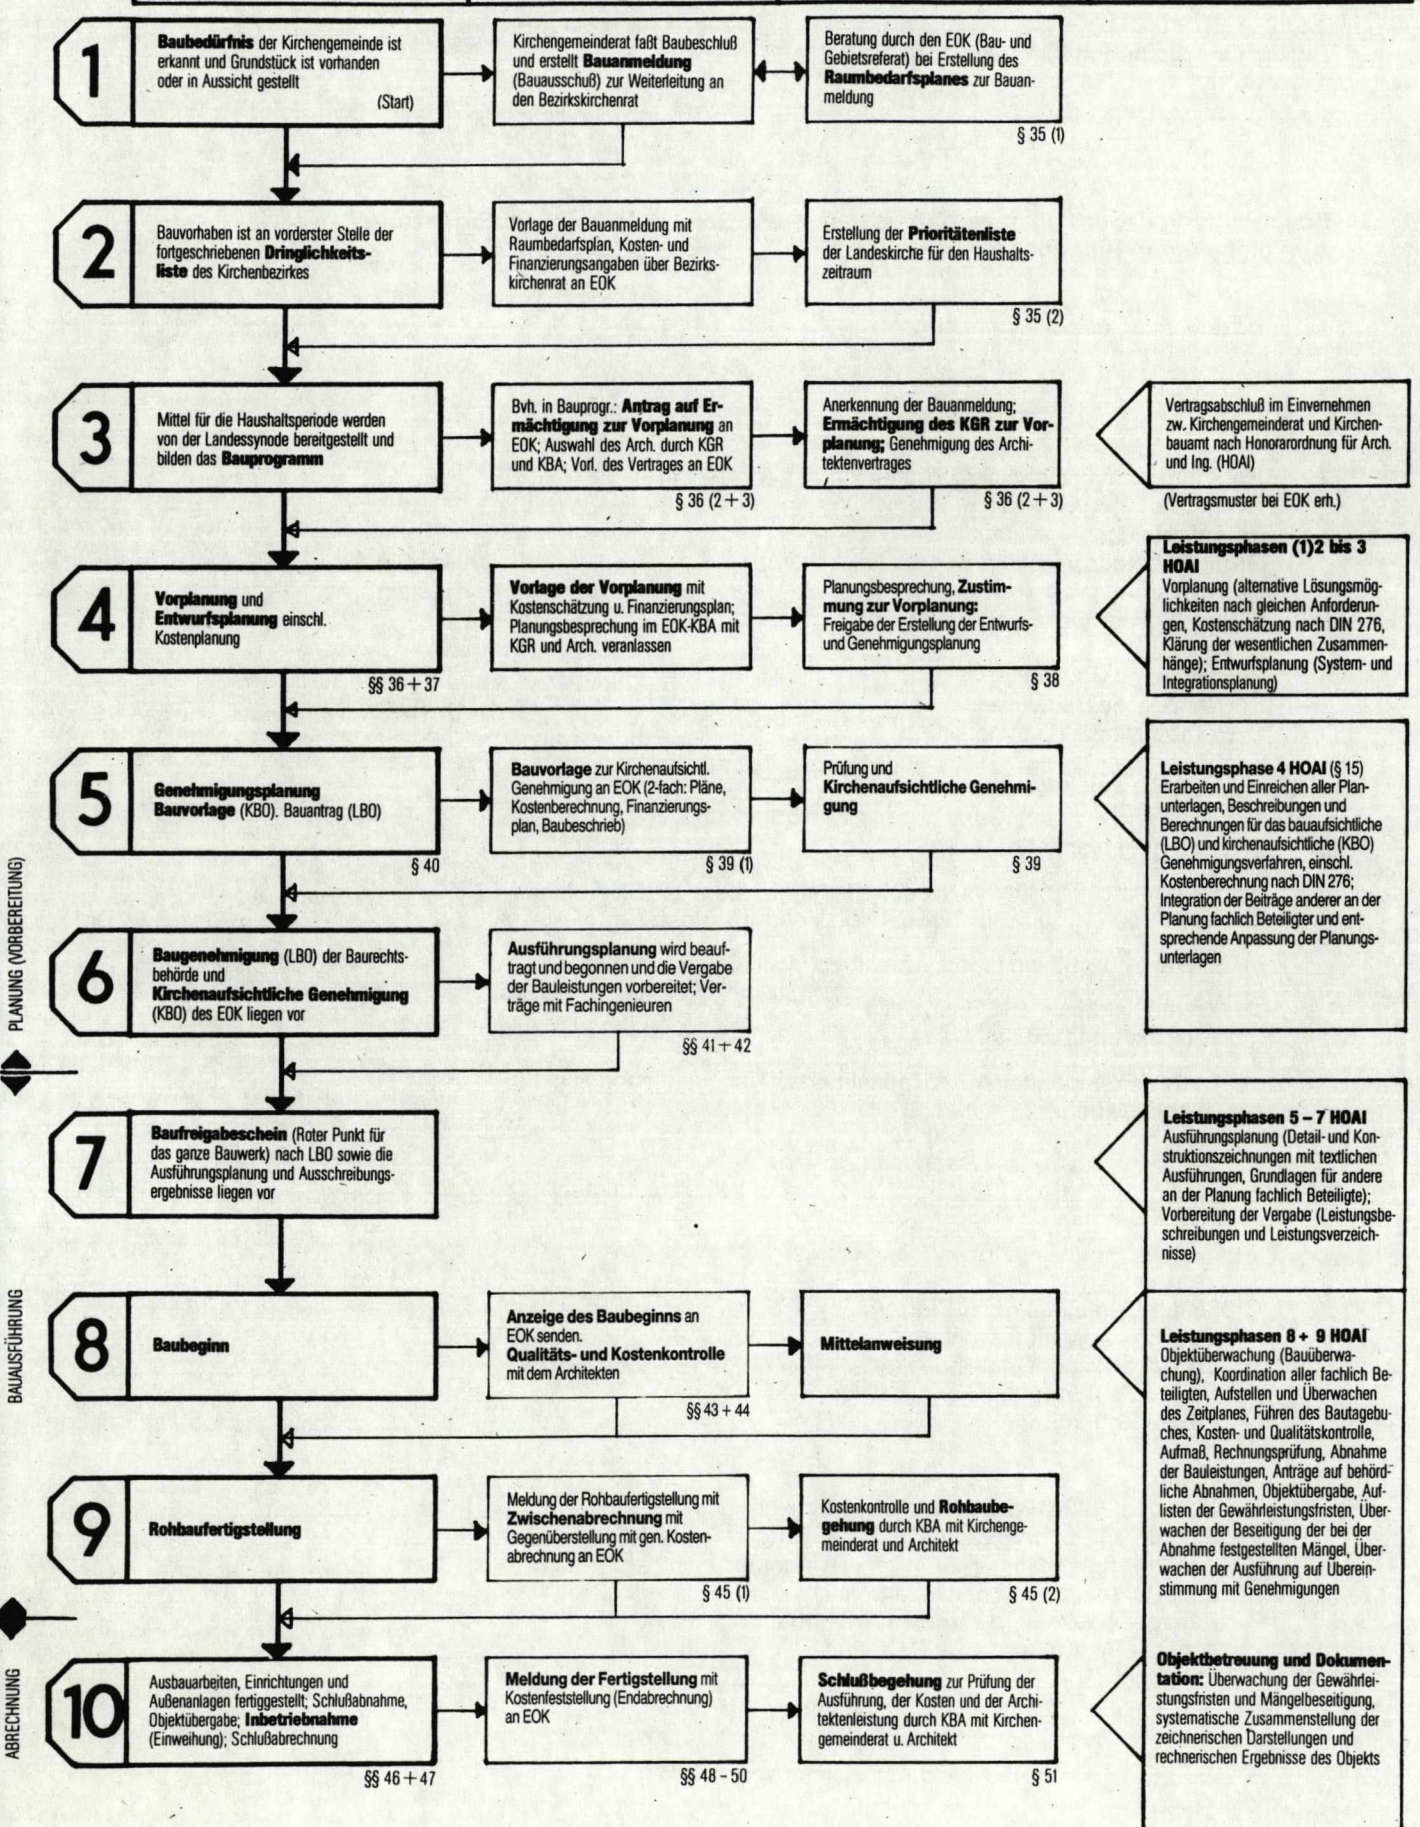 1
Baubedürfnis der Kirchengemeinde ist
erkannt und Grundstück ist vorhanden
oder in Aussicht gestellt
(Start)
Kirchengemeinderat faßt Baubeschluß
und erstellt Bauanmeldung
(Bauausschuß) zur Weiterleitung an
den Bezirkskirchenrat
Beratung durch den EOK (Bau- und
Gebietsreferat) bei Erstellung des
Raumbedarfsplanes zur Bauan-
meldung
§ 35 (1)
2
Bauvorhaben ist an vorderster Stelle der
fortgeschriebenen Dringlichkeits-
liste des Kirchenbezirkes
Vorlage der Bauanmeldung mit
Raumbedarfsplan, Kosten- und
Finanzierungsangaben über Bezirks-
kirchenrat an EOK
Erstellung der Prioritätenliste
der Landeskirche für den Haushalts-
zeitraum
§ 35 (2)
3
Mittel für die Haushaltsperiode werden
von der Landessynode bereitgestellt und
bilden das Bauprogramm
Bvh. in Bauprogr.: Antrag auf Er-
mächtigung zur Vorplanung an
EOK; Auswahl des Arch. durch KGR
und KBA; Vorl. des Vertrages an EOK
§ 36 (2+3)
Anerkennung der Bauanmeldung;
Ermächtigung des KGR zur Vor-
planung; Genehmigung des Archi-
tektenvertrages
§ 36 (2+3)
Vertragsabschluß im Einvernehmen
zw. Kirchengemeinderat und Kirchen-
bauamt nach Honorarordnung für Arch.
und Ing. (HOAI)
(Vertragsmuster bei EOK erh.)
4
Vorplanung und
Entwurfsplanung einschl.
Kostenplanung
§§ 36+37
Vorlage der Vorplanung mit
Kostenschätzung u. Finanzierungsplan;
Planungsbesprechung im EOK-KBA mit
KGR und Arch. veranlassen
Planungsbesprechung, Zustim-
mung zur Vorplanung:
Freigabe der Erstellung der Entwurfs-
und Genehmigungsplanung
§ 38
Leistungsphasen (1)2 bis 3
HOAI
Vorplanung (alternative Lösungsmög-
lichkeiten nach gleichen Anforderun-
gen, Kostenschätzung nach DIN 276,
Klärung der wesentlichen Zusammen-
hänge); Entwurfsplanung (System- und
Integrationsplanung)
5
Genehmigungsplanung
Bauvorlage (KBO). Bauantrag (LBO)
§ 40
Bauvorlage zur Kirchenaufsichtl.
Genehmigung an EOK (2-fach: Pläne,
Kostenberechnung, Finanzierungs-
plan, Baubeschrieb)
§ 39 (1)
Prüfung und
Kirchenaufsichtliche Genehmi-
gung
§ 39
Leistungsphase 4 HOAI (§ 15)
Erarbeiten und Einreichen aller Plan-
unterlagen, Beschreibungen und
Berechnungen für das bauaufsichtliche
(LBO) und kirchenaufsichtliche (KBO)
Genehmigungsverfahren, einschl.
Kostenberechnung nach DIN 276;
Integration der Beiträge anderer an der
Planung fachlich Beteiligter und ent-
sprechende Anpassung der Planungs-
unterlagen
PLANUNG (VORBEREITUNG)
6
Baugenehmigung (LBO) der Baurechts-
behörde und
Kirchenaufsichtliche Genehmigung
(KBO) des EOK liegen vor
Ausführungsplanung wird beauf-
tragt und begonnen und die Vergabe
der Bauleistungen vorbereitet; Ver-
träge mit Fachingenieuren
§§ 41+42
7
Baufreigabeschein (Roter Punkt für
das ganze Bauwerk) nach LBO sowie die
Ausführungsplanung und Ausschreibungs-
ergebnisse liegen vor
Leistungsphasen 5 – 7 HOAI
Ausführungsplanung (Detail- und Kon-
struktionszeichnungen mit textlichen
Ausführungen, Grundlagen für andere
an der Planung fachlich Beteiligte);
Vorbereitung der Vergabe (Leistungsbe-
schreibungen und Leistungsverzeich-
nisse)
BAUAUSFÜHRUNG
8
Baubeginn
Anzeige des Baubeginns an
EOK senden.
Qualitäts- und Kostenkontrolle
mit dem Architekten
§§ 43 + 44
Mittelanweisung
Leistungsphasen 8 + 9 HOAI
Objektüberwachung (Bauüberwa-
chung), Koordination aller fachlich Be-
teiligten, Aufstellen und Überwachen
des Zeitplanes, Führen des Bautagebu-
ches, Kosten- und Qualitätskontrolle,
Aufmaß, Rechnungsprüfung, Abnahme
der Bauleistungen, Anträge auf behörd-
liche Abnahmen, Objektübergabe, Auf-
listen der Gewährleistungsfristen, Über-
wachen der Beseitigung der bei der
Abnahme festgestellten Mängel, Über-
wachen der Ausführung auf Überein-
stimmung mit Genehmigungen
9
Rohbaufertigstellung
Meldung der Rohbaufertigstellung mit
Zwischenabrechnung mit
Gegenüberstellung mit gen. Kosten-
abrechnung an EOK
§ 45 (1)
Kostenkontrolle und Rohbaube-
gehung durch KBA mit Kirchenge-
meinderat und Architekt
§ 45 (2)
ABRECHNUNG
10
Ausbauarbeiten, Einrichtungen und
Außenanlagen fertiggestellt; Schlußabnahme,
Objektübergabe; Inbetriebnahme
(Einweihung); Schlußabrechnung
§§ 46+47
Meldung der Fertigstellung mit
Kostenfeststellung (Endabrechnung)
an EOK
§§ 48 - 50
Schlußbegehung zur Prüfung der
Ausführung, der Kosten und der Archi-
tektenleistung durch KBA mit Kirchen-
gemeinderat u. Architekt
§ 51
Objektbetreuung und Dokumen-
tation: Überwachung der Gewährlei-
stungsfristen und Mängelbeseitigung,
systematische Zusammenstellung der
zeichnerischen Darstellungen und
rechnerischen Ergebnisse des Objekts